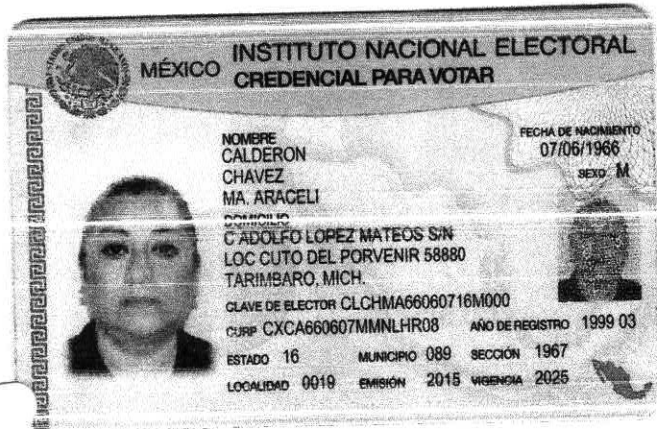 MÉXICO INSTITUTO NACIONAL ELECTORAL
CREDENCIAL PARA VOTAR
NOMBRE
CALDERON
CHAVEZ
MA. ARACELI
FECHA DE NACIMIENTO
07/06/1966
SEXO M
DOMICILIO
C ADOLFO LOPEZ MATEOS S/N
LOC CUTO DEL PORVENIR 58880
TARIMBARO, MICH.
CLAVE DE ELECTOR CLCHMA66060716M000
CURP CXCA660607MMNLHR08 AÑO DE REGISTRO 1999 03
ESTADO 16 MUNICIPIO 089 SECCIÓN 1967
LOCALIDAD 0019 EMISIÓN 2015 VIGENCIA 2025